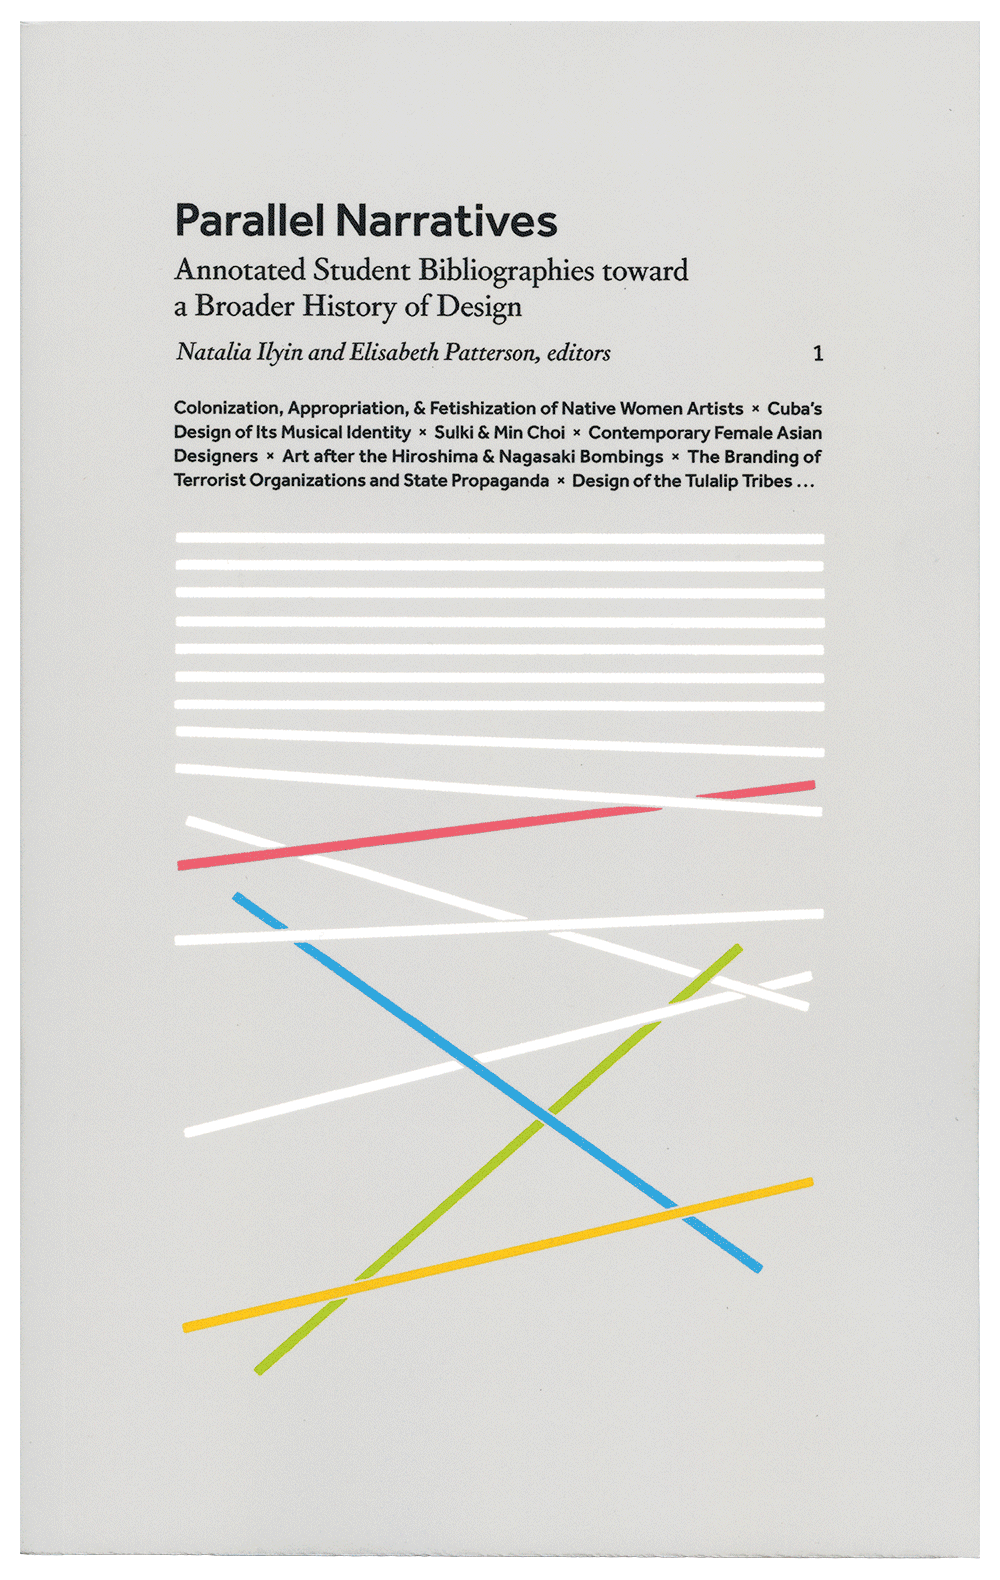 Parallel Narratives
Annotated Student Bibliographies toward
a Broader History of Design
Natalia Ilyin and Elisabeth Patterson, editors 1
Colonization, Appropriation, & Fetishization of Native Women Artists × Cuba's
Design of Its Musical Identity × Sulki & Min Choi × Contemporary Female Asian
Designers × Art after the Hiroshima & Nagasaki Bombings × The Branding of
Terrorist Organizations and State Propaganda × Design of the Tulalip Tribes ...